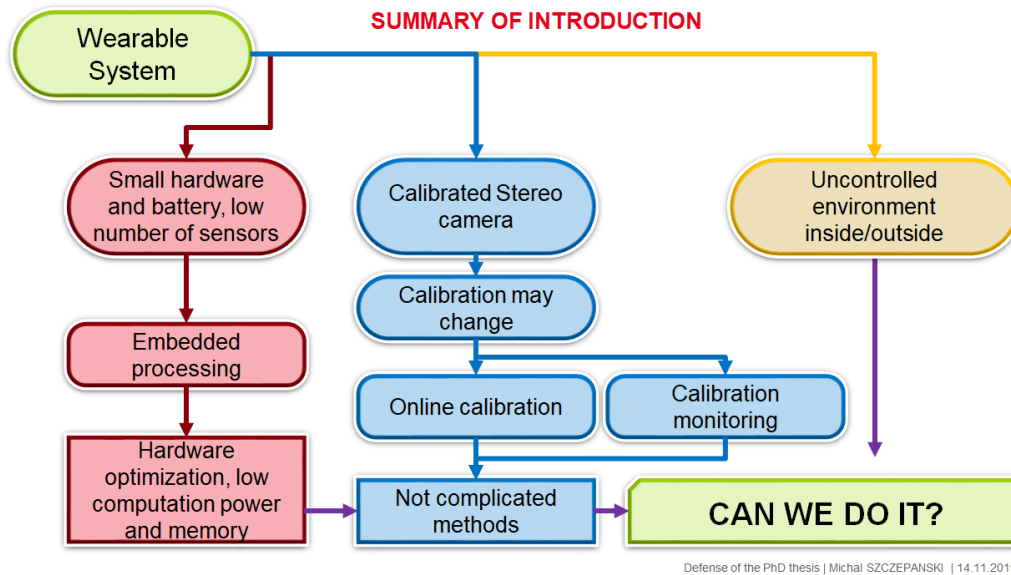 SUMMARY OF INTRODUCTION
Wearable
System
Small hardware
and battery, low
number of sensors
Calibrated Stereo
camera
Uncontrolled
environment
inside/outside
Calibration may
change
Embedded
processing
Online calibration
Calibration
monitoring
Hardware
optimization, low
computation power
and memory
Not complicated
methods
CAN WE DO IT?
Defense of the PhD thesis | Michal SZCZEPANSKI | 14.11.201